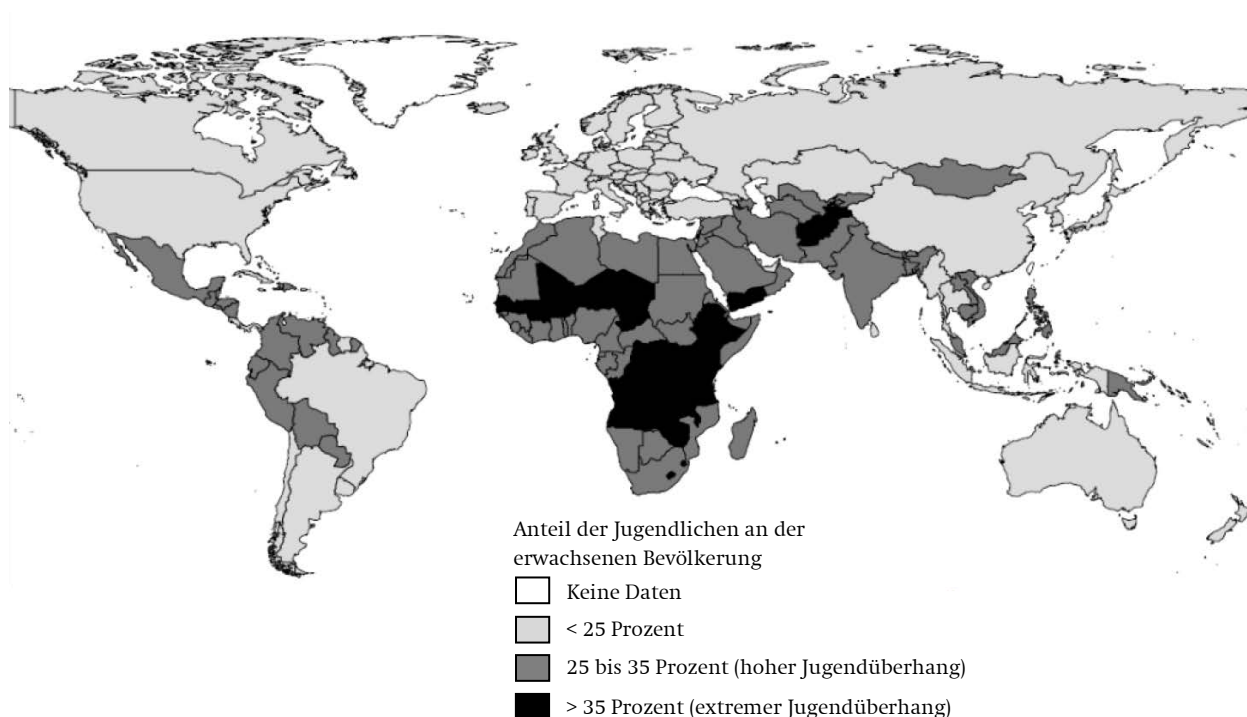 Anteil der Jugendlichen an der
erwachsenen Bevölkerung
Keine Daten
< 25 Prozent
25 bis 35 Prozent (hoher Jugendüberhang)
> 35 Prozent (extremer Jugendüberhang)